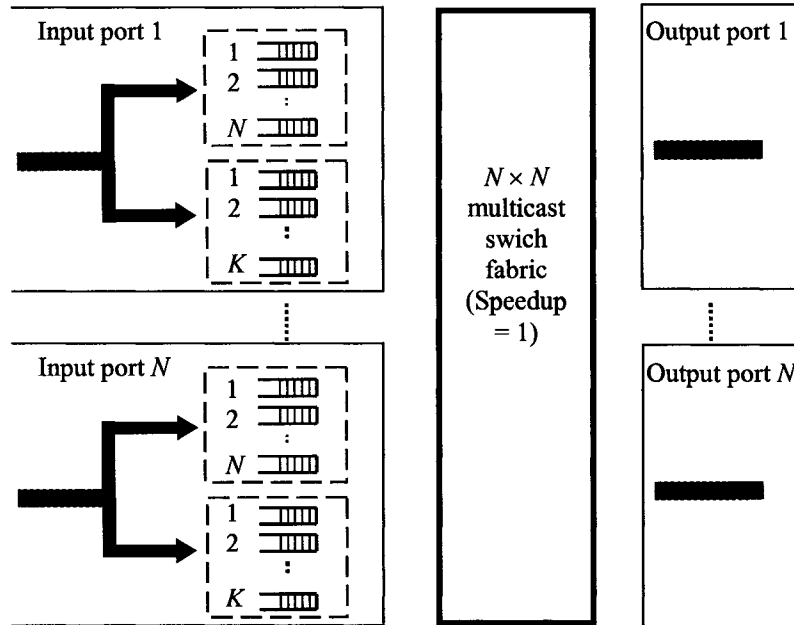 Input port 1
1
2
N
1
2
K
Input port N
1
2
N
1
2
K
N × N
multicast
swich
fabric
(Speedup
= 1)
Output port 1
Output port N